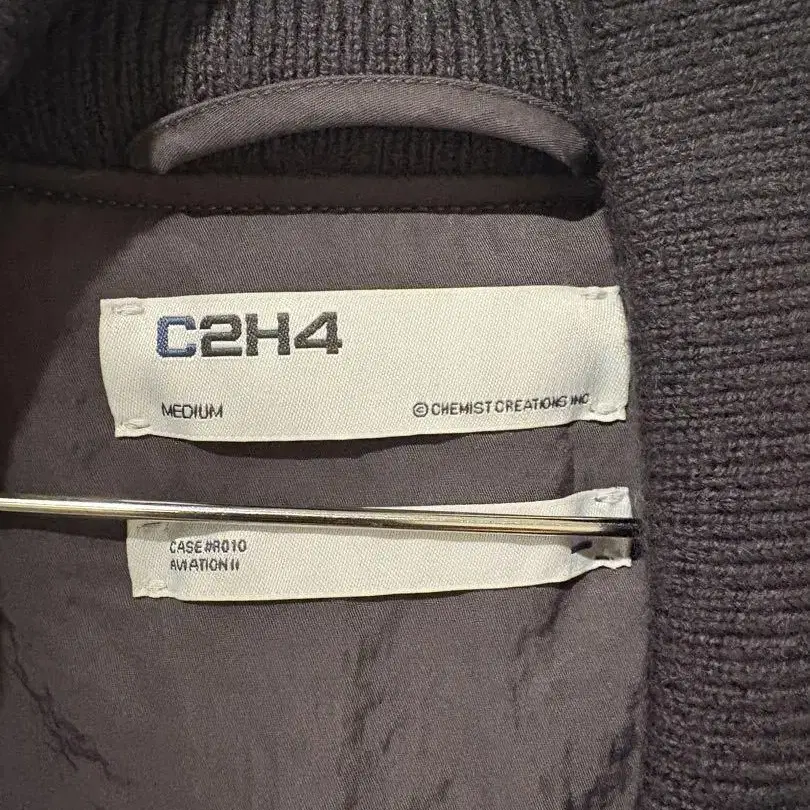 C2H4
MEDIUM
©CHEMIST CREATIONS INC
CASE#R010
AVIATION II